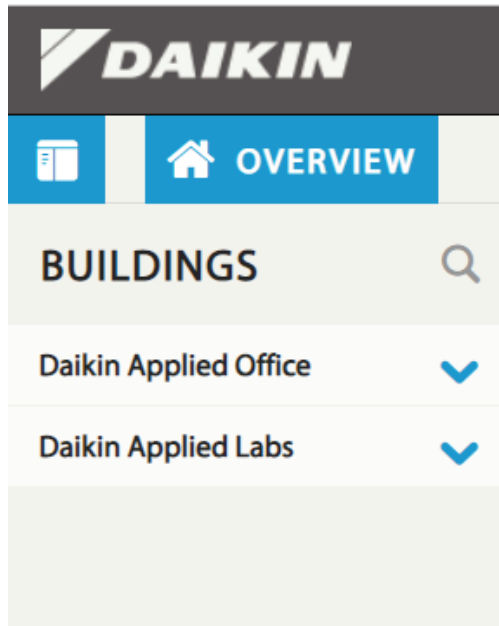 DAIKIN
OVERVIEW
BUILDINGS
Daikin Applied Office
Daikin Applied Labs